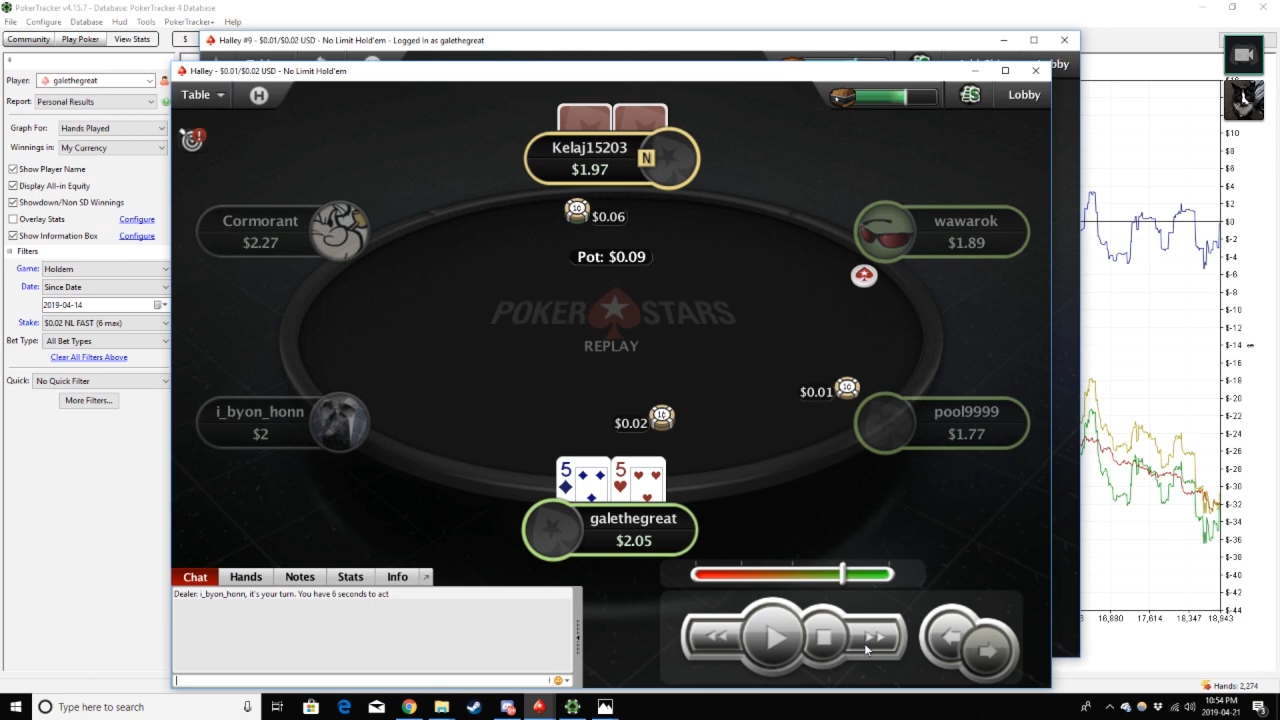 PokerTracker v4.15.7 - Database: PokerTracker 4 Database
File Configure Database Hud Tools PokerTracker+ Help
Community Play Poker View Stats $
Halley #9 - $0.01/$0.02 USD - No Limit Hold'em - Logged in as galethegreat
Halley - $0.01/$0.02 USD - No Limit Hold'em
Table H Lobby
Player: galethegreat
Report: Personal Results
Graph For: Hands Played
Winnings in: My Currency
Show Player Name
Display All-in Equity
Showdown/Non SD Winnings
Overlay Stats Configure
Show Information Box Configure
Filters
Game: Holdem
Date: Since Date
2019-04-14
Stake: $0.02 NL FAST (6 max)
Bet Type: All Bet Types
Clear All Filters Above
Quick: No Quick Filter
More Filters...
Kelaj15203 N
$1.97
$0.06
Cormorant
$2.27
wawarok
$1.89
Pot: $0.09
POKER STARS
REPLAY
i_byon_honn
$2
$0.01
pool9999
$1.77
$0.02
5 5
galethegreat
$2.05
Chat Hands Notes Stats Info
Dealer: i_byon_honn, it's your turn. You have 6 seconds to act
$10
$8
$6
$4
$2
$0
$-2
$-4
$-6
$-8
$-10
$-12
$-14
$-16
$-18
$-20
$-22
$-24
$-26
$-28
$-30
$-32
$-34
$-36
$-38
$-40
$-42
$-44
16,880 17,614 18,347 18,943
Hands: 2,274
Type here to search
10:54 PM
2019-04-21
3